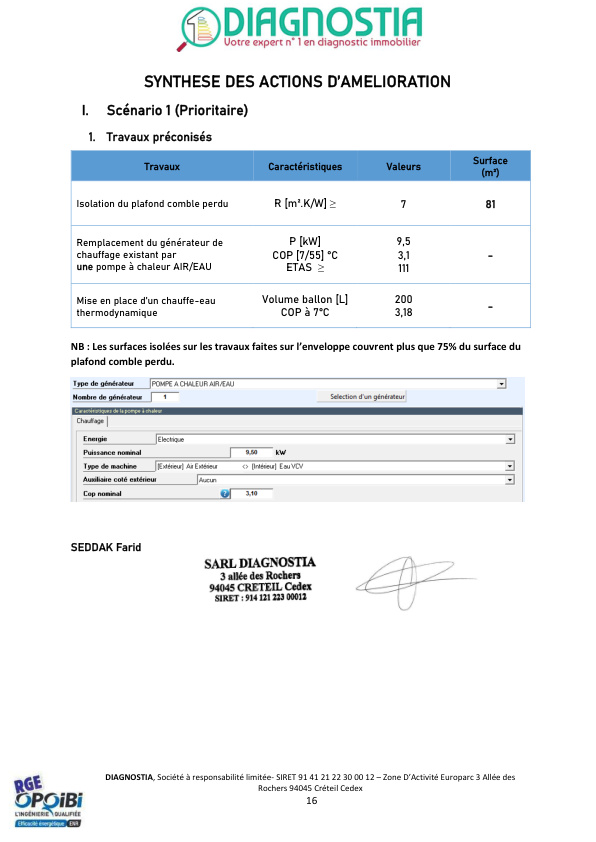 DIAGNOSTIA
Votre expert n°1 en diagnostic immobilier
SYNTHESE DES ACTIONS D'AMELIORATION
I. Scénario 1 (Prioritaire)
1. Travaux préconisés
Travaux Caractéristiques Valeurs Surface (m²)
Isolation du plafond comble perdu R [m².K/W] ≥ 7 81
Remplacement du générateur de
chauffage existant par
une pompe à chaleur AIR/EAU
P [kW] 9,5
COP [7/55] °C 3,1
ETAS ≥ 111
-
Mise en place d'un chauffe-eau
thermodynamique
Volume ballon [L] 200
COP à 7°C 3,18
-
NB : Les surfaces isolées sur les travaux faites sur l'enveloppe couvrent plus que 75% du surface du
plafond comble perdu.
Type de générateur POMPE A CHALEUR AIR/EAU
Nombre de générateur 1 Selection d'un générateur
Caractéristiques de la pompe à chaleur
Chauffage
Energie Electrique
Puissance nominal 9,50 kW
Type de machine [Extérieur] Air Extérieur <> [Intérieur] Eau VCV
Auxiliaire coté extérieur Aucun
Cop nominal ? 3,10
SEDDAK Farid
SARL DIAGNOSTIA
3 allée des Rochers
94045 CRETEIL Cedex
SIRET : 914 121 223 00012
DIAGNOSTIA, Société à responsabilité limitée- SIRET 91 41 21 22 30 00 12 – Zone D'Activité Europarc 3 Allée des
Rochers 94045 Créteil Cedex
16
RGE
OPQIBI
L'INGÉNIERIE QUALIFIÉE
Efficacité énergétique ENR